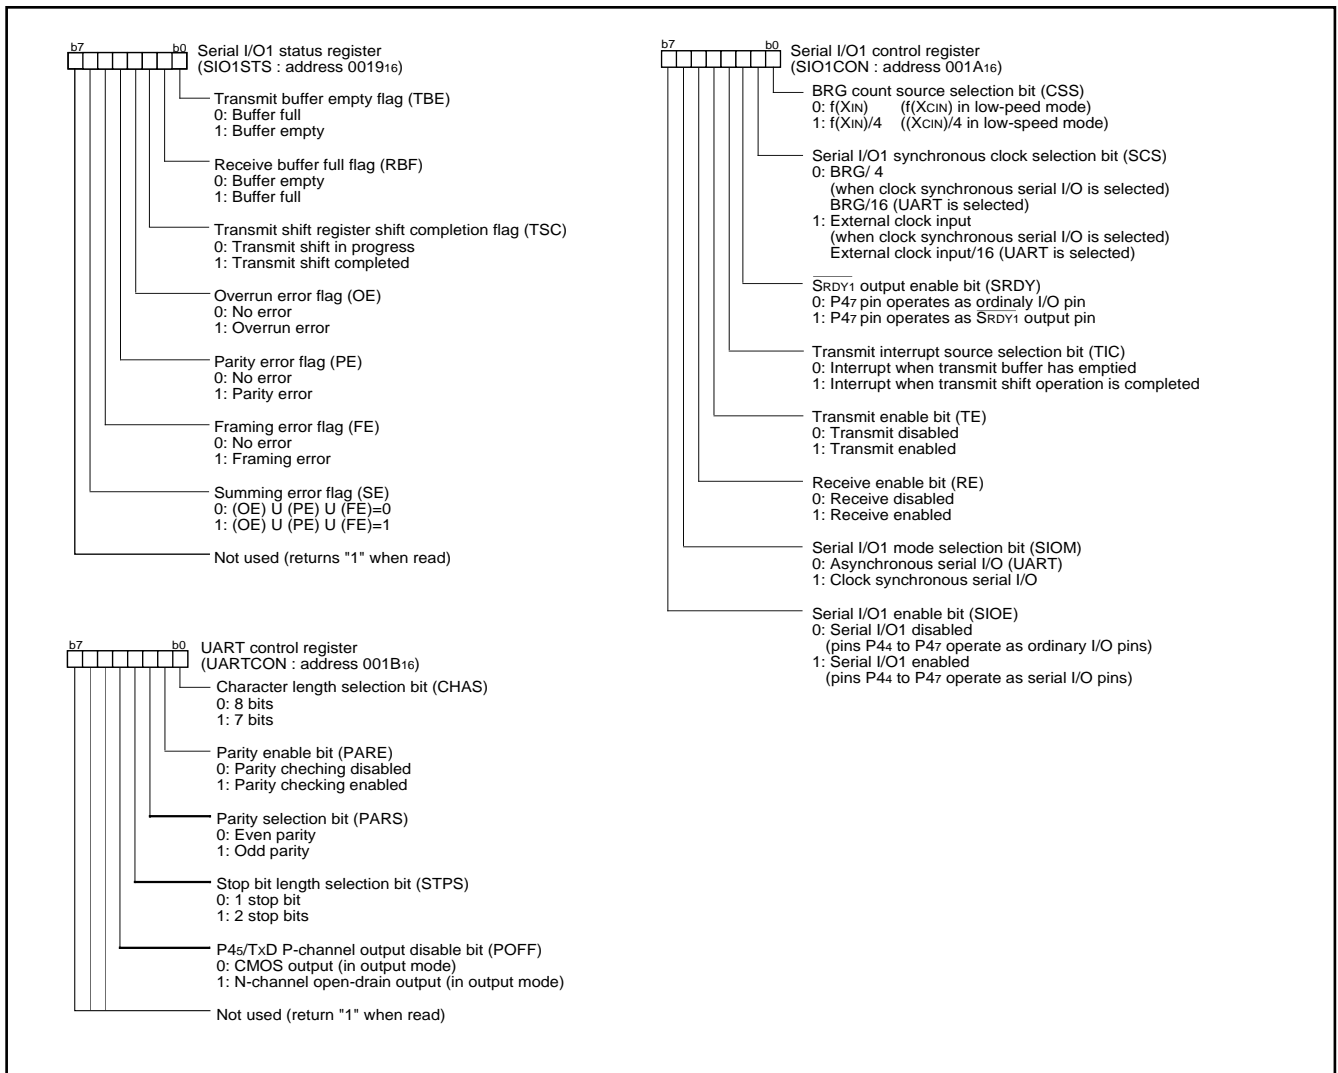 b7 b0 Serial I/O1 status register
(SIO1STS : address 001916)
Transmit buffer empty flag (TBE)
0: Buffer full
1: Buffer empty
Receive buffer full flag (RBF)
0: Buffer empty
1: Buffer full
Transmit shift register shift completion flag (TSC)
0: Transmit shift in progress
1: Transmit shift completed
Overrun error flag (OE)
0: No error
1: Overrun error
Parity error flag (PE)
0: No error
1: Parity error
Framing error flag (FE)
0: No error
1: Framing error
Summing error flag (SE)
0: (OE) U (PE) U (FE)=0
1: (OE) U (PE) U (FE)=1
Not used (returns "1" when read)
b7 b0 UART control register
(UARTCON : address 001B16)
Character length selection bit (CHAS)
0: 8 bits
1: 7 bits
Parity enable bit (PARE)
0: Parity cheching disabled
1: Parity checking enabled
Parity selection bit (PARS)
0: Even parity
1: Odd parity
Stop bit length selection bit (STPS)
0: 1 stop bit
1: 2 stop bits
P45/TxD P-channel output disable bit (POFF)
0: CMOS output (in output mode)
1: N-channel open-drain output (in output mode)
Not used (return "1" when read)
b7 b0 Serial I/O1 control register
(SIO1CON : address 001A16)
BRG count source selection bit (CSS)
0: f(XIN) (f(XCIN) in low-peed mode)
1: f(XIN)/4 ((XCIN)/4 in low-speed mode)
Serial I/O1 synchronous clock selection bit (SCS)
0: BRG/ 4
(when clock synchronous serial I/O is selected)
BRG/16 (UART is selected)
1: External clock input
(when clock synchronous serial I/O is selected)
External clock input/16 (UART is selected)
SRDY1 output enable bit (SRDY)
0: P47 pin operates as ordinaly I/O pin
1: P47 pin operates as SRDY1 output pin
Transmit interrupt source selection bit (TIC)
0: Interrupt when transmit buffer has emptied
1: Interrupt when transmit shift operation is completed
Transmit enable bit (TE)
0: Transmit disabled
1: Transmit enabled
Receive enable bit (RE)
0: Receive disabled
1: Receive enabled
Serial I/O1 mode selection bit (SIOM)
0: Asynchronous serial I/O (UART)
1: Clock synchronous serial I/O
Serial I/O1 enable bit (SIOE)
0: Serial I/O1 disabled
(pins P44 to P47 operate as ordinary I/O pins)
1: Serial I/O1 enabled
(pins P44 to P47 operate as serial I/O pins)